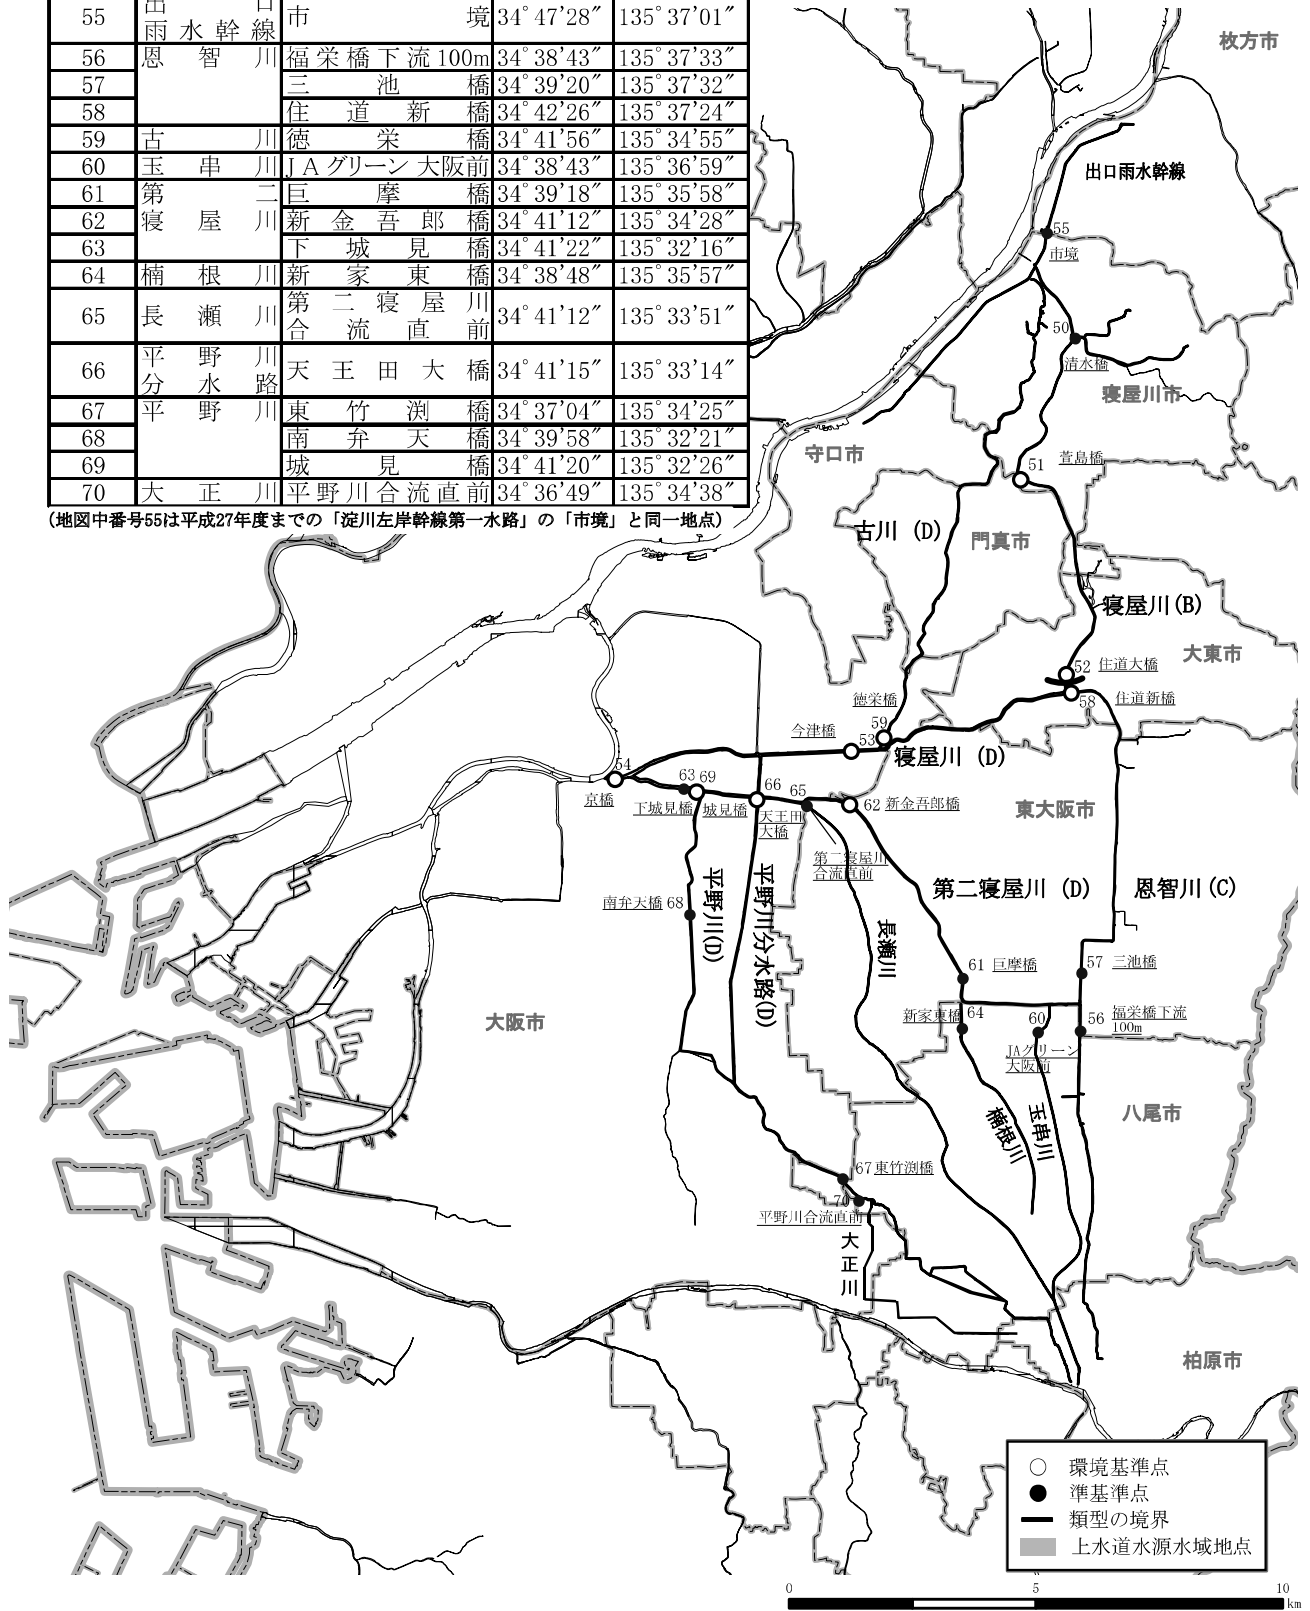 55 出口雨水幹線 市境 34°47′28″ 135°37′01″
56 恩智川 福栄橋下流100m 34°38′43″ 135°37′33″
57 三池橋 34°39′20″ 135°37′32″
58 住道新橋 34°42′26″ 135°37′24″
59 古川 徳栄橋 34°41′56″ 135°34′55″
60 玉串川 JAグリーン大阪前 34°38′43″ 135°36′59″
61 第二寝屋川 巨摩橋 34°39′18″ 135°35′58″
62 新金吾郎橋 34°41′12″ 135°34′28″
63 下城見橋 34°41′22″ 135°32′16″
64 楠根川 新家東橋 34°38′48″ 135°35′57″
65 長瀬川 第二寝屋川合流直前 34°41′12″ 135°33′51″
66 平野川分水路 天王田大橋 34°41′15″ 135°33′14″
67 平野川 東竹渕橋 34°37′04″ 135°34′25″
68 南弁天橋 34°39′58″ 135°32′21″
69 城見橋 34°41′20″ 135°32′26″
70 大正川 平野川合流直前 34°36′49″ 135°34′38″
(地図中番号55は平成27年度までの「淀川左岸幹線第一水路」の「市境」と同一地点)
枚方市
出口雨水幹線
55
市境
50
清水橋
寝屋川市
守口市
51
萱島橋
古川 (D)
門真市
寝屋川(B)
大東市
52 住道大橋
58 住道新橋
徳栄橋
59
今津橋
53
寝屋川 (D)
54
京橋
63 69
下城見橋
城見橋
66
天王田
大橋
65
第二寝屋川
合流直前
62 新金吾郎橋
東大阪市
第二寝屋川 (D)
恩智川(C)
南弁天橋 68
平野川(D)
平野川分水路(D)
長瀬川
61 巨摩橋
57 三池橋
新家東橋 64
60
JAグリーン
大阪前
56 福栄橋下流
100m
大阪市
八尾市
楠根川
玉串川
67 東竹渕橋
70
平野川合流直前
大正川
柏原市
○ 環境基準点
● 準基準点
類型の境界
上水道水源水域地点
0 5 10
km